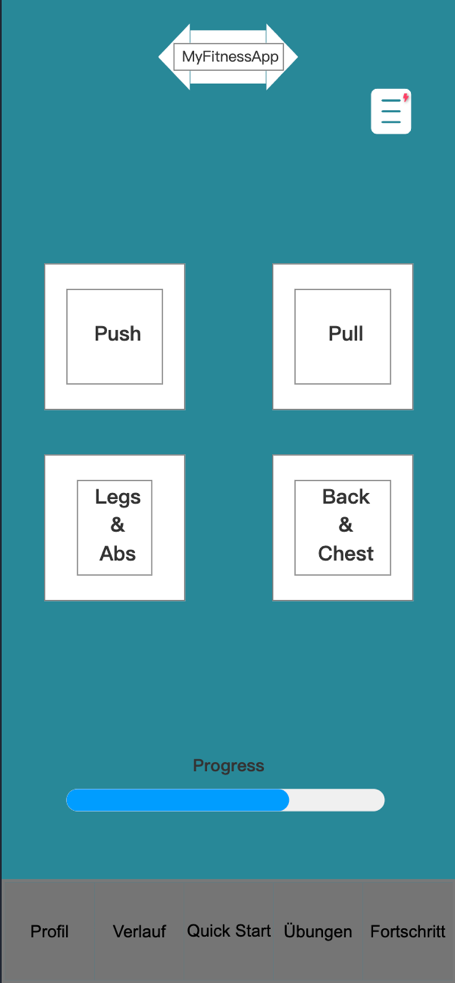 MyFitnessApp
Push
Pull
Legs
&
Abs
Back
&
Chest
Progress
Profil
Verlauf
Quick Start
Übungen
Fortschritt